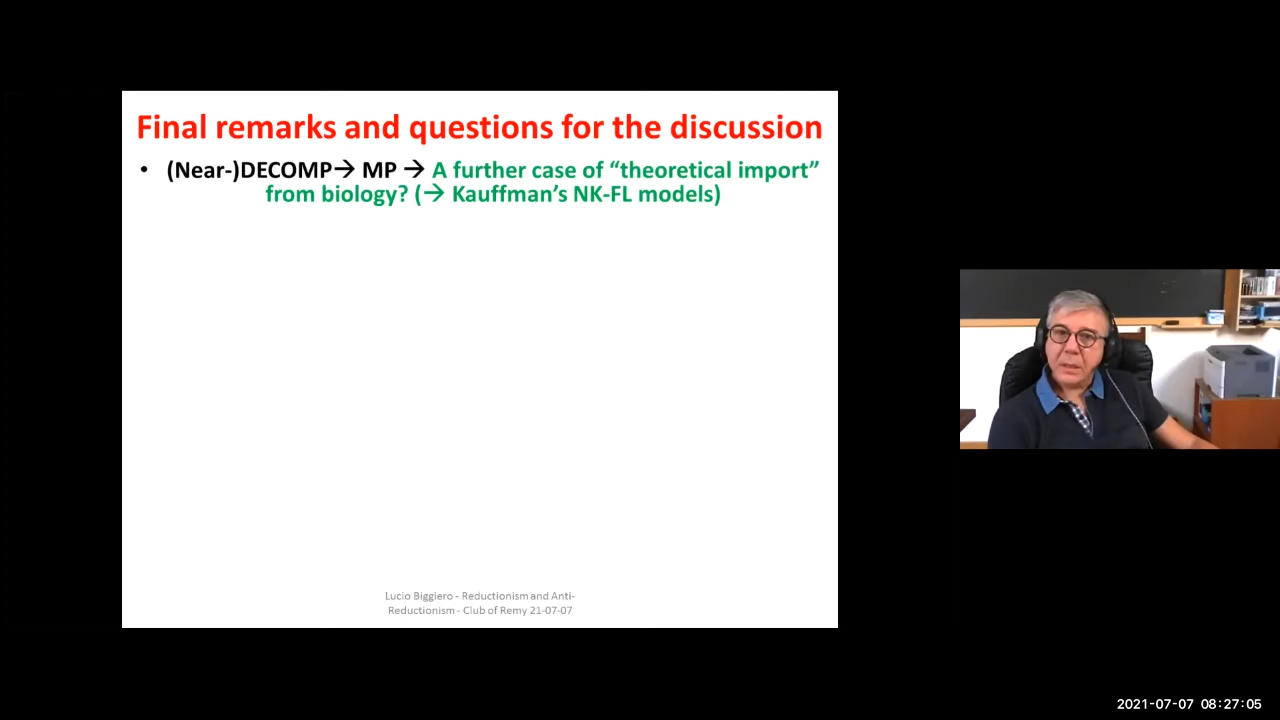 Final remarks and questions for the discussion
• (Near-)DECOMP→ MP → A further case of “theoretical import”
from biology? (→ Kauffman’s NK-FL models)
Lucio Biggiero - Reductionism and Anti-
Reductionism - Club of Remy 21-07-07
2021-07-07 08:27:05